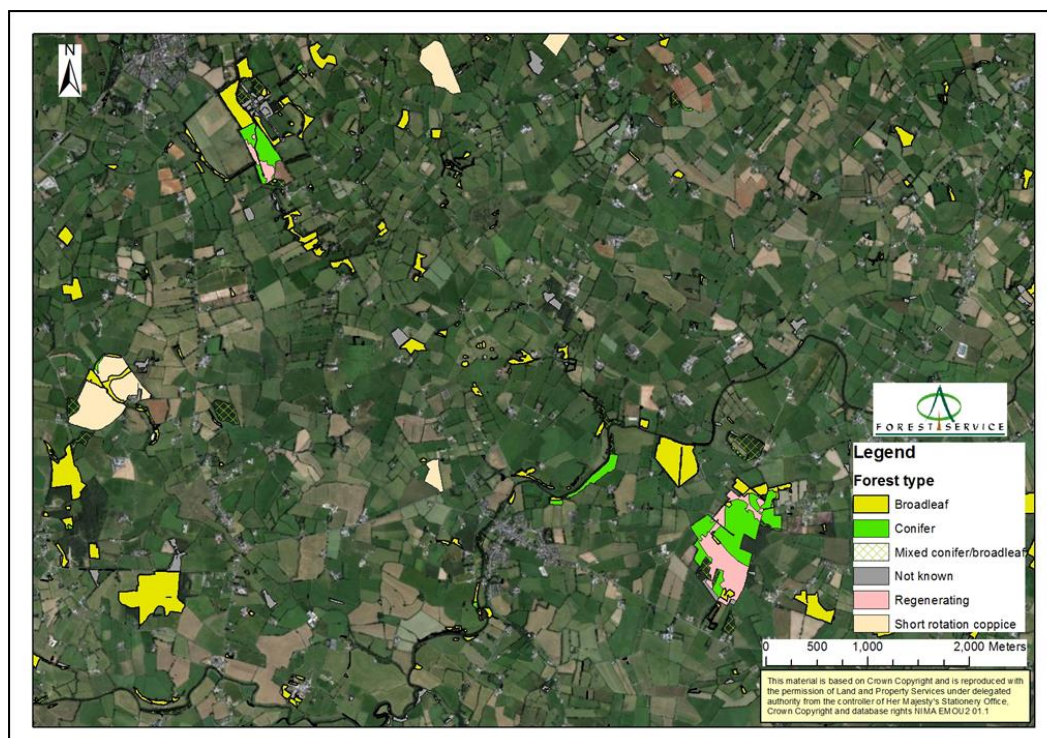 N
FOREST SERVICE
Legend
Forest type
Broadleaf
Conifer
Mixed conifer/broadleaf
Not known
Regenerating
Short rotation coppice
0 500 1,000 2,000 Meters
This material is based on Crown Copyright and is reproduced with
the permission of Land and Property Services under delegated
authority from the controller of Her Majesty's Stationery Office,
Crown Copyright and database rights NIMA EMOU2 01.1